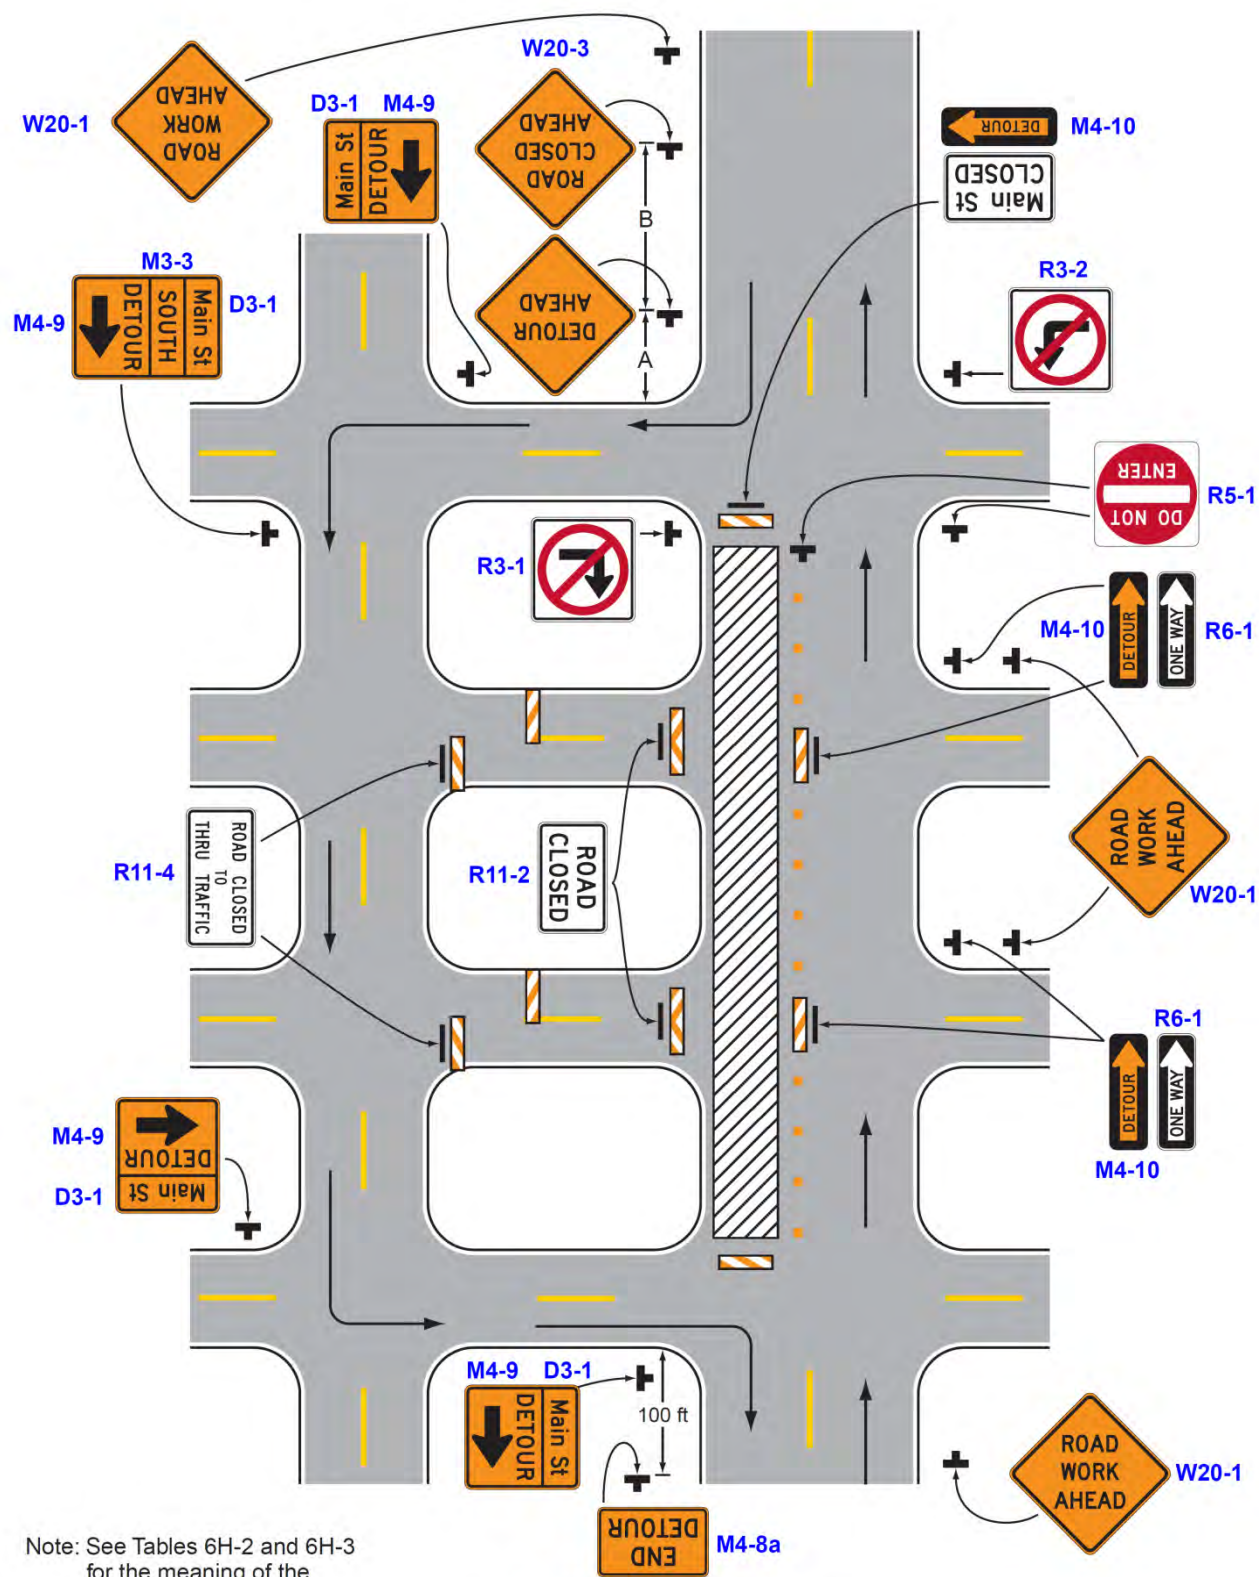 W20-3
W20-1
ROAD
WORK
AHEAD
D3-1 M4-9
Main St
DETOUR
ROAD
CLOSED
AHEAD
DETOUR
M4-10
Main St
CLOSED
B
M3-3
D3-1
M4-9
Main St
SOUTH
DETOUR
DETOUR
AHEAD
A
R3-2
DO NOT
ENTER
R5-1
R3-1
M4-10
DETOUR
ONE WAY
R6-1
R11-4
ROAD CLOSED
TO
THRU TRAFFIC
R11-2
ROAD
CLOSED
ROAD
WORK
AHEAD
W20-1
R6-1
DETOUR
ONE WAY
M4-10
M4-9
D3-1
Main St
DETOUR
M4-9 D3-1
Main St
DETOUR
100 ft
END
DETOUR
M4-8a
ROAD
WORK
AHEAD
W20-1
Note: See Tables 6H-2 and 6H-3
for the meaning of the